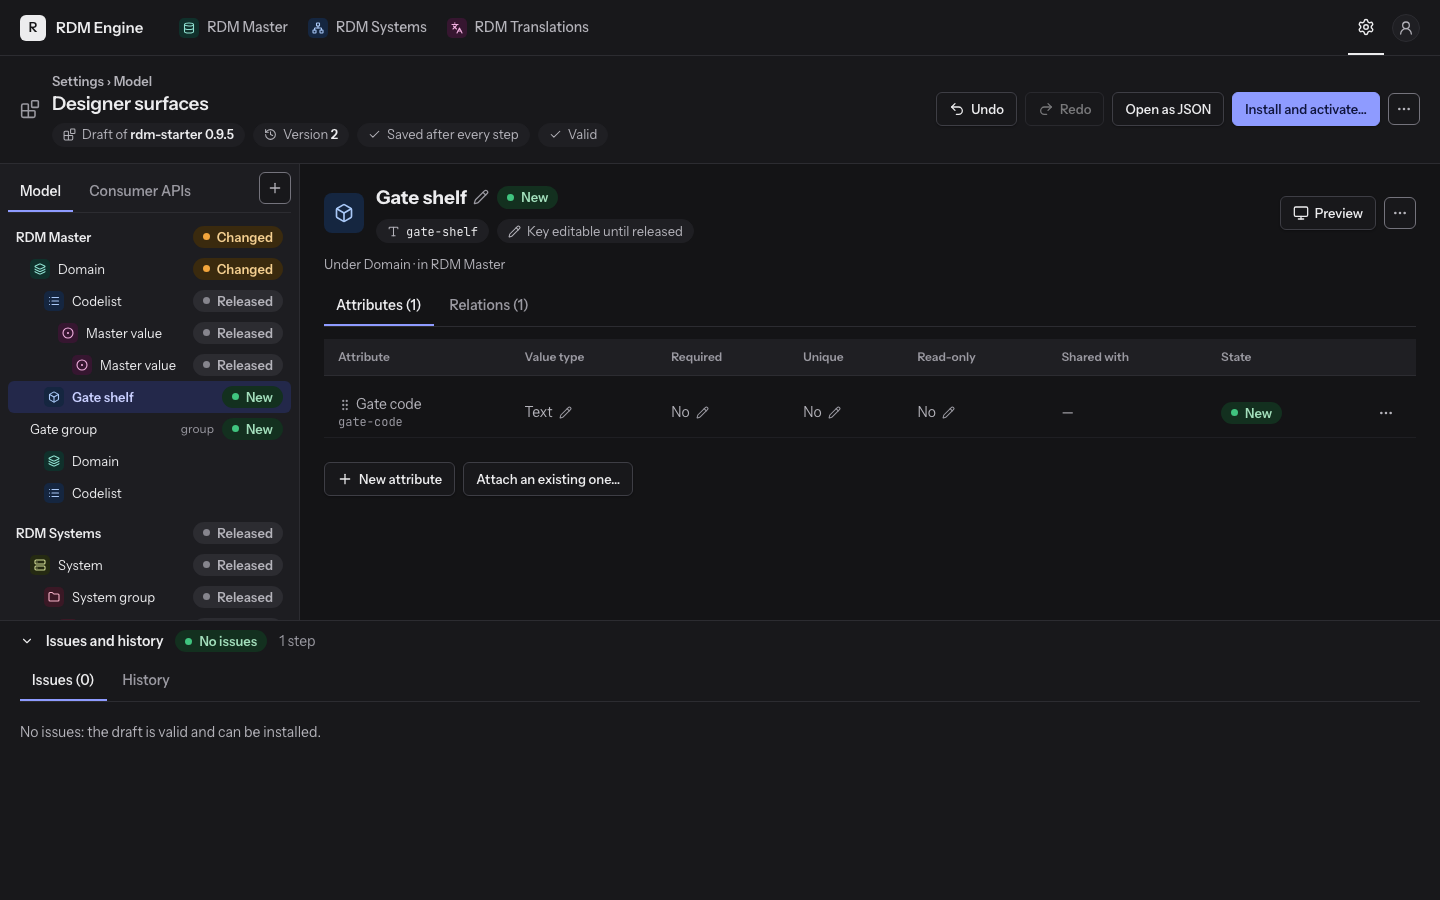 R RDM Engine RDM Master RDM Systems RDM Translations
Settings › Model
Designer surfaces
Draft of rdm-starter 0.9.5 Version 2 Saved after every step Valid
Undo Redo Open as JSON Install and activate...
Model Consumer APIs
RDM Master Changed
Domain Changed
Codelist Released
Master value Released
Master value Released
Gate shelf New
Gate group group New
Domain
Codelist
RDM Systems Released
System Released
System group Released
Gate shelf New
gate-shelf Key editable until released
Preview
Under Domain · in RDM Master
Attributes (1) Relations (1)
Attribute Value type Required Unique Read-only Shared with State
Gate code Text No No No — New
gate-code
New attribute Attach an existing one...
Issues and history No issues 1 step
Issues (0) History
No issues: the draft is valid and can be installed.